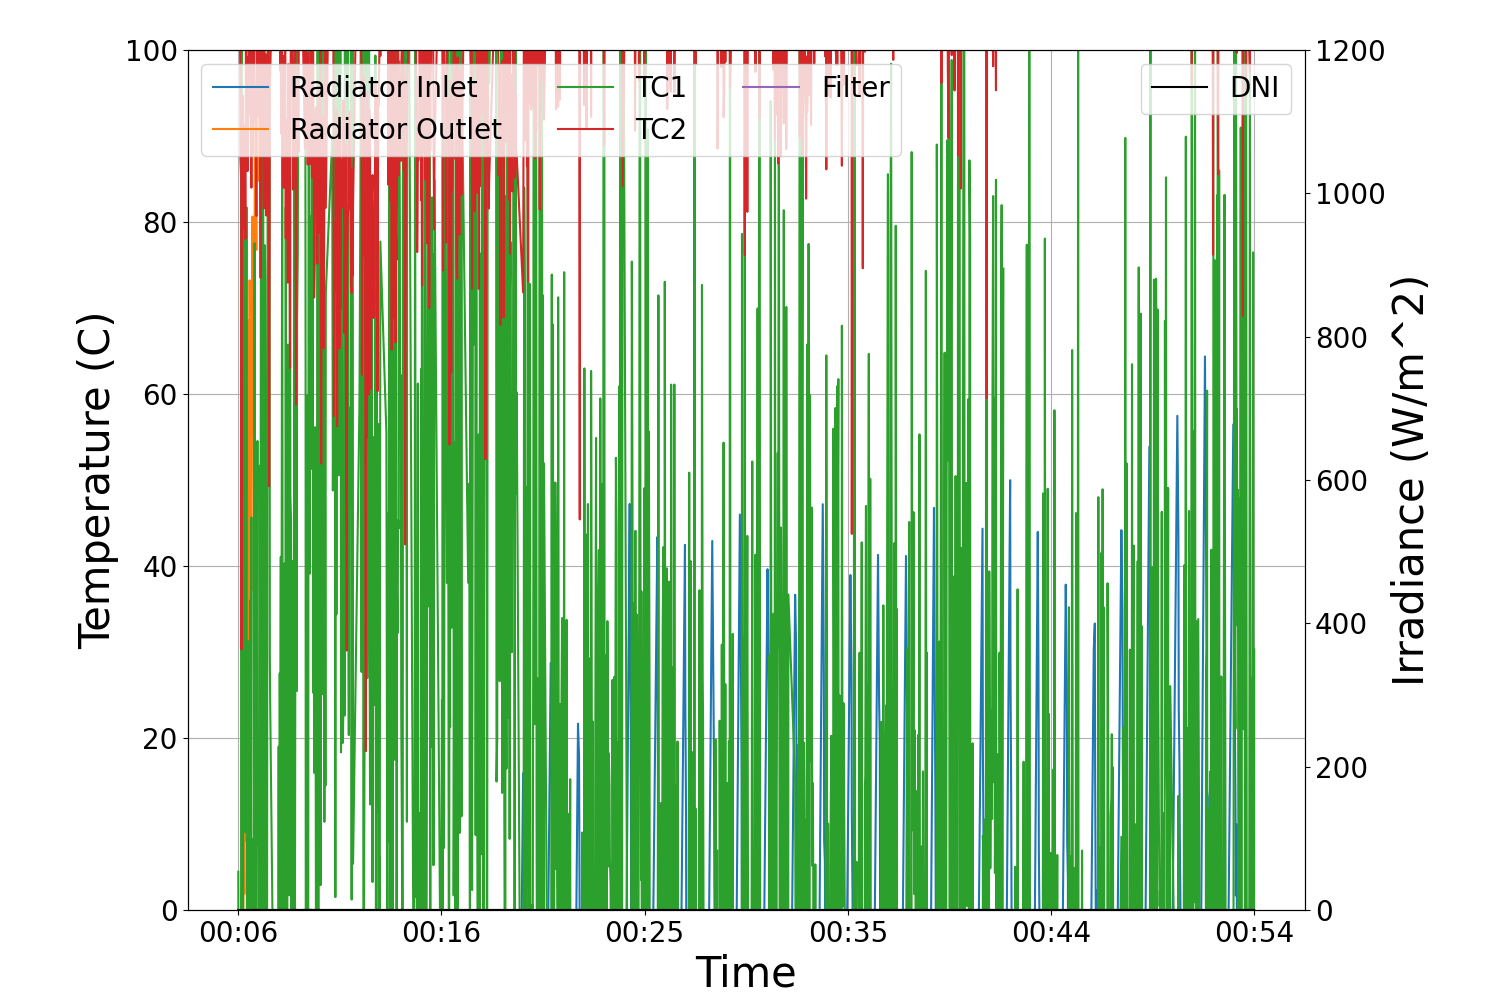 100
80
60
40
20
0
Temperature (C)
Radiator Inlet
Radiator Outlet
TC1
TC2
Filter
DNI
1200
1000
800
600
400
200
0
Irradiance (W/m^2)
00:06
00:16
00:25
00:35
00:44
00:54
Time